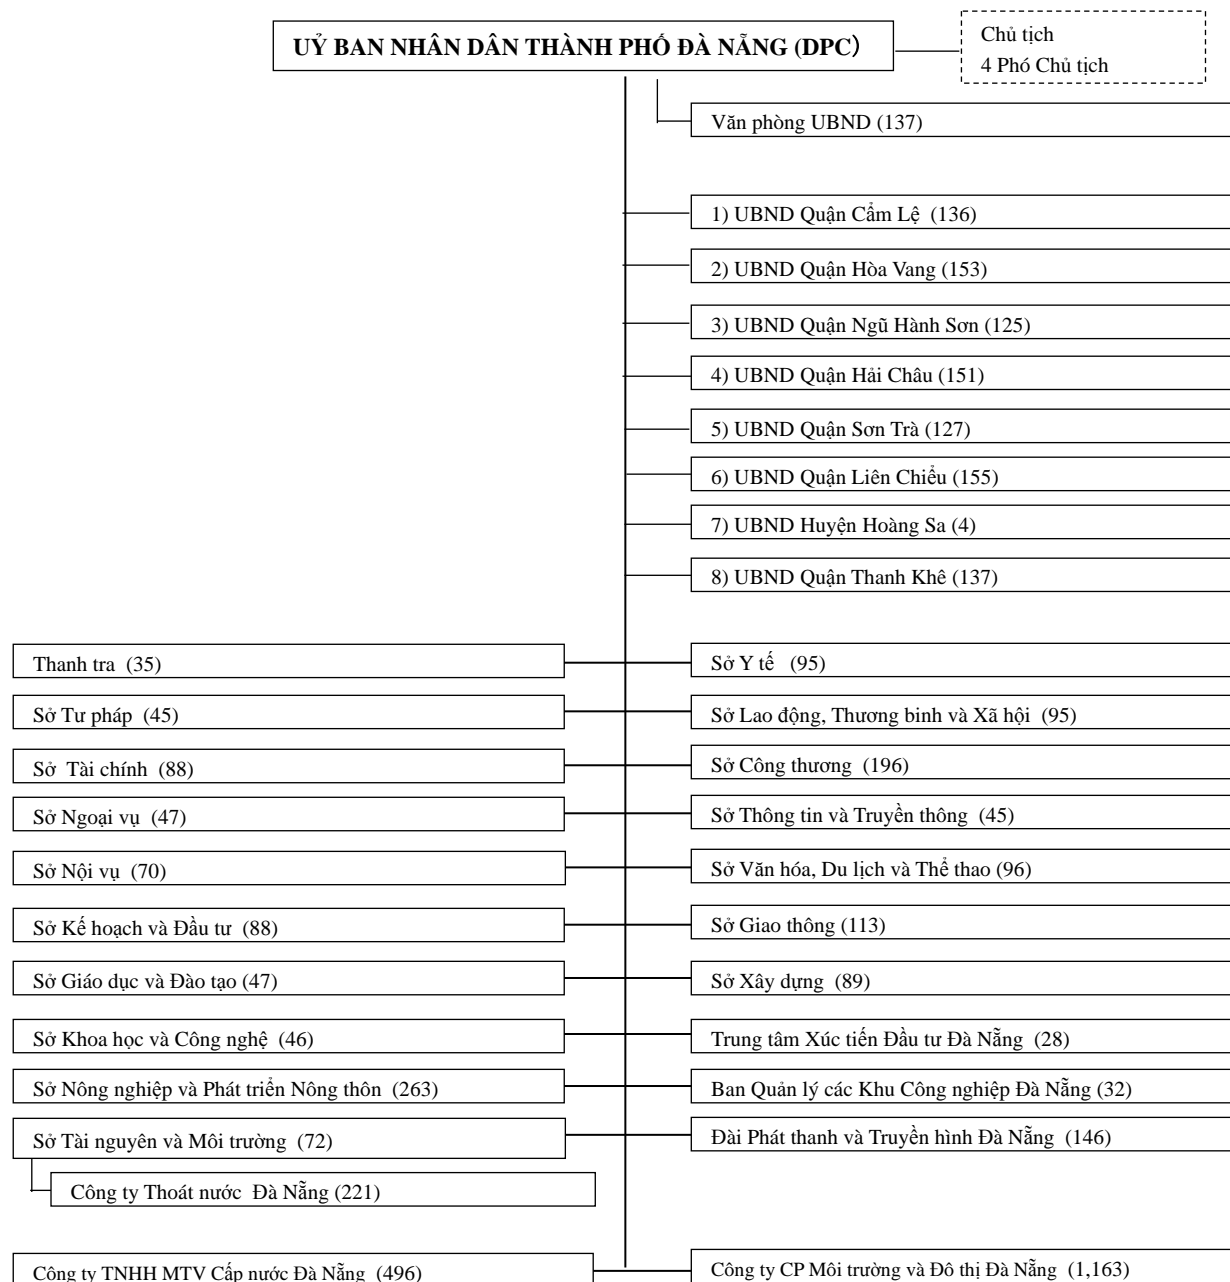 UỶ BAN NHÂN DÂN THÀNH PHỐ ĐÀ NẴNG (DPC)
Chủ tịch
4 Phó Chủ tịch
Văn phòng UBND (137)
1) UBND Quận Cẩm Lệ (136)
2) UBND Quận Hòa Vang (153)
3) UBND Quận Ngũ Hành Sơn (125)
4) UBND Quận Hải Châu (151)
5) UBND Quận Sơn Trà (127)
6) UBND Quận Liên Chiểu (155)
7) UBND Huyện Hoàng Sa (4)
8) UBND Quận Thanh Khê (137)
Thanh tra (35)
Sở Y tế (95)
Sở Tư pháp (45)
Sở Lao động, Thương binh và Xã hội (95)
Sở Tài chính (88)
Sở Công thương (196)
Sở Ngoại vụ (47)
Sở Thông tin và Truyền thông (45)
Sở Nội vụ (70)
Sở Văn hóa, Du lịch và Thể thao (96)
Sở Kế hoạch và Đầu tư (88)
Sở Giao thông (113)
Sở Giáo dục và Đào tạo (47)
Sở Xây dựng (89)
Sở Khoa học và Công nghệ (46)
Trung tâm Xúc tiến Đầu tư Đà Nẵng (28)
Sở Nông nghiệp và Phát triển Nông thôn (263)
Ban Quản lý các Khu Công nghiệp Đà Nẵng (32)
Sở Tài nguyên và Môi trường (72)
Đài Phát thanh và Truyền hình Đà Nẵng (146)
Công ty Thoát nước Đà Nẵng (221)
Công ty TNHH MTV Cấp nước Đà Nẵng (496)
Công ty CP Môi trường và Đô thị Đà Nẵng (1,163)